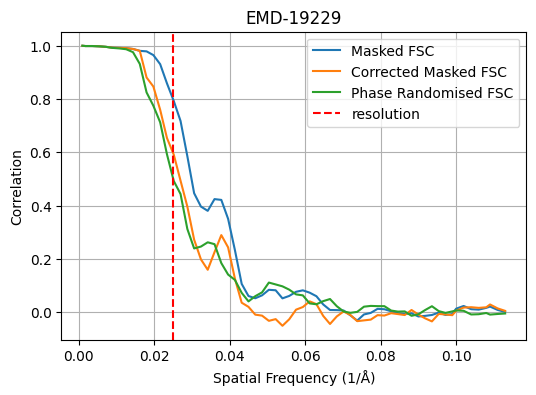 EMD-19229
Masked FSC
Corrected Masked FSC
Phase Randomised FSC
resolution
Correlation
1.0
0.8
0.6
0.4
0.2
0.0
0.00 0.02 0.04 0.06 0.08 0.10
Spatial Frequency (1/Å)